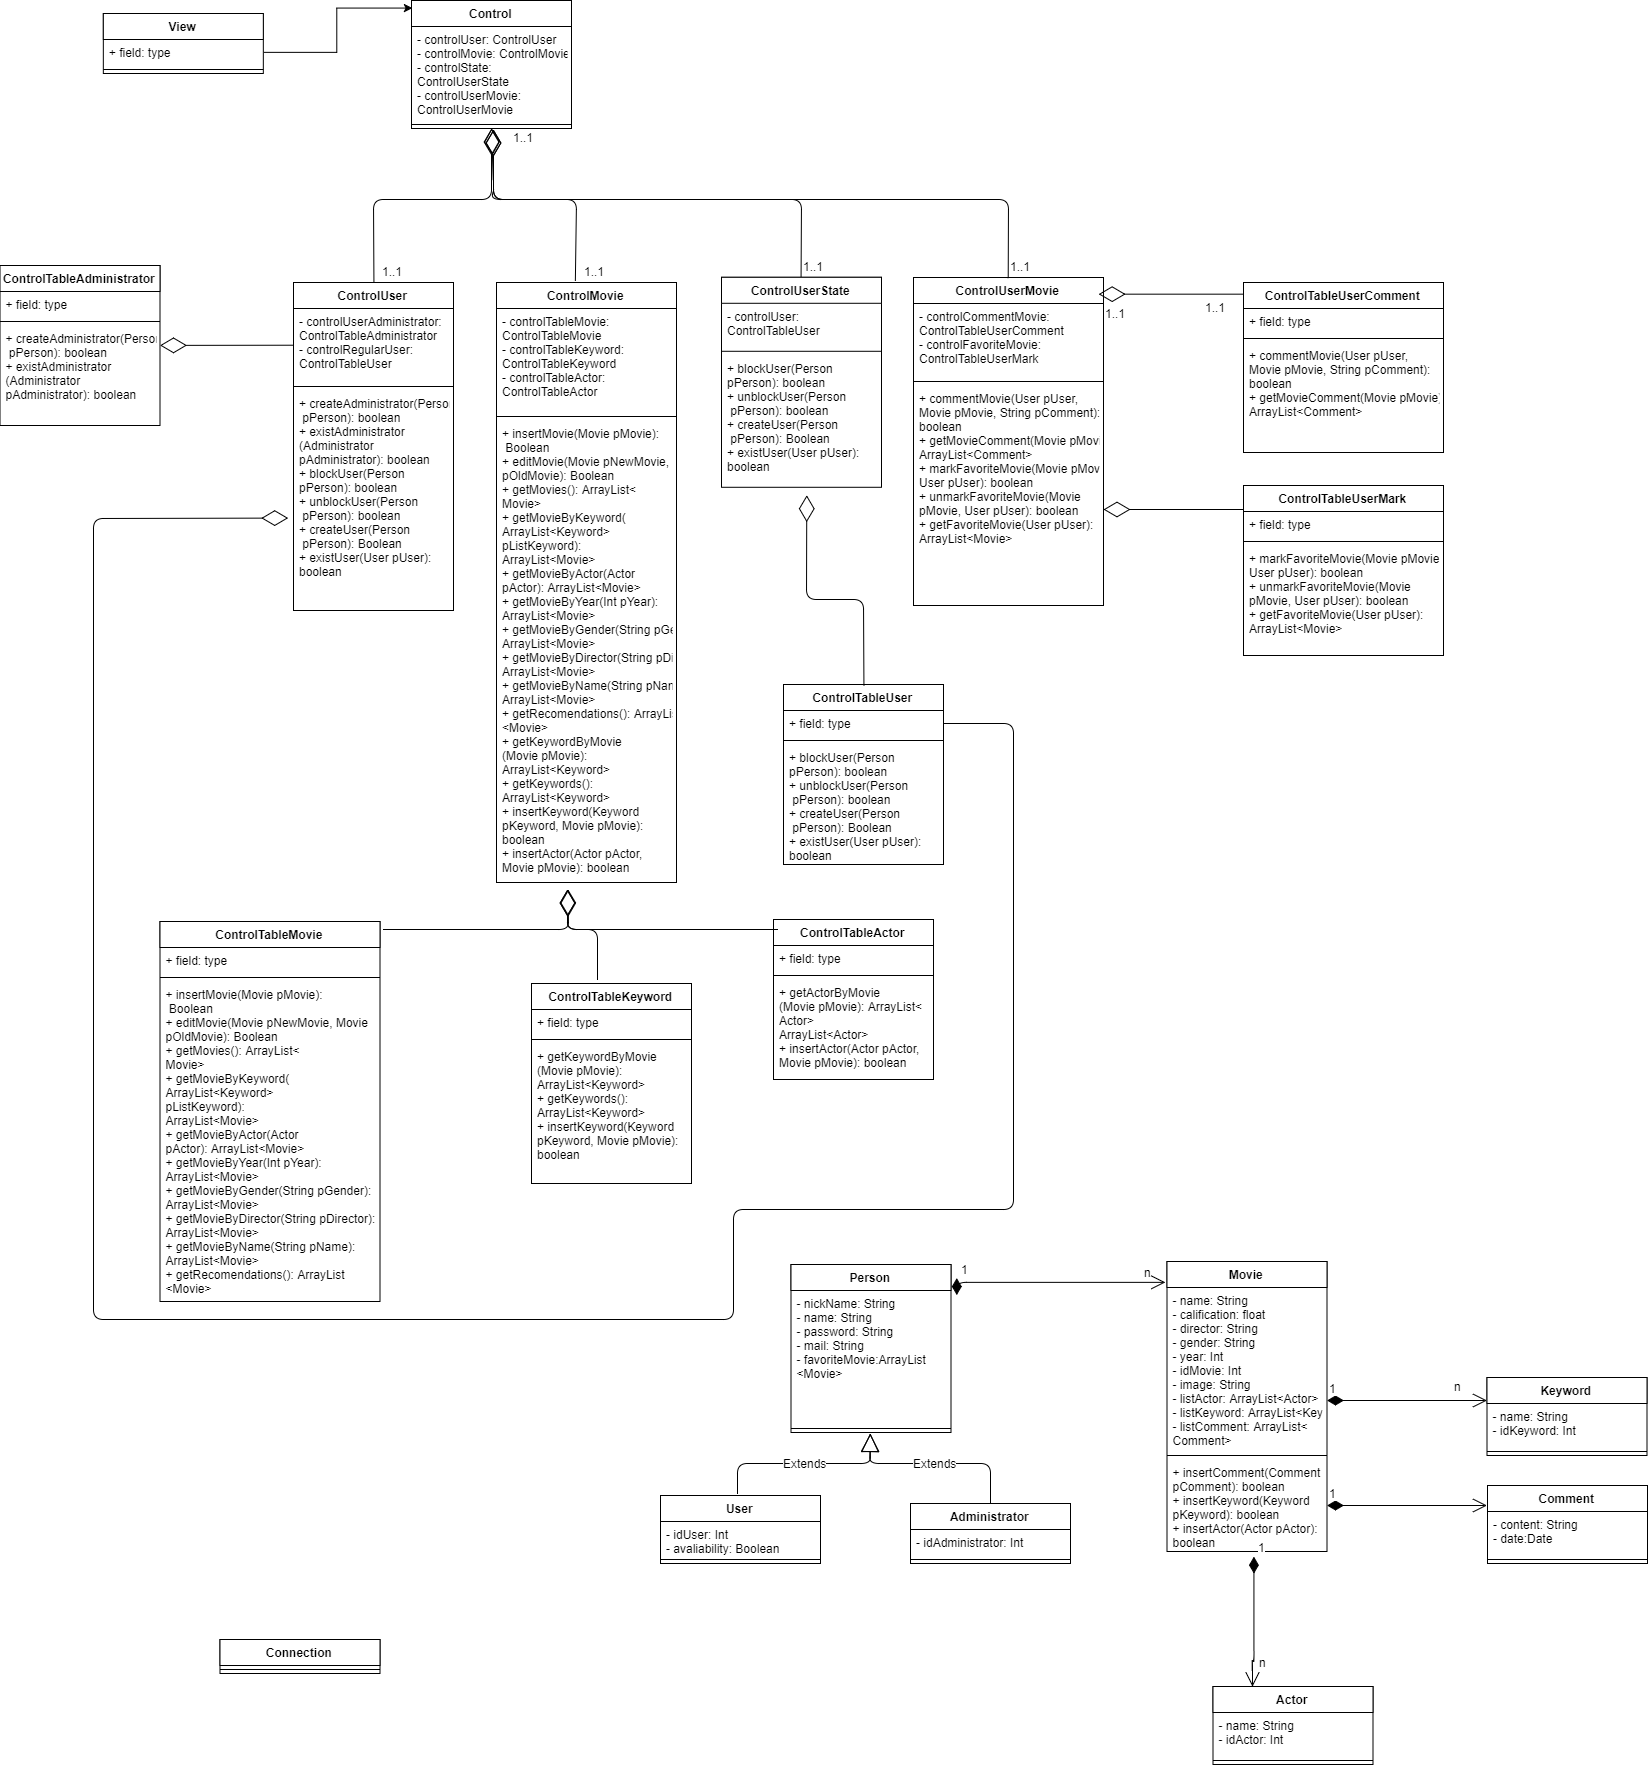 View
+ field: type
Control
- controlUser: ControlUser
- controlMovie: ControlMovie
- controlState:
ControlUserState
- controlUserMovie:
ControlUserMovie
1..1
1..1
1..1
1..1
1..1
ControlTableAdministrator
+ field: type
+ createAdministrator(Perso
pPerson): boolean
+ existAdministrator
(Administrator
pAdministrator): boolean
ControlUser
- controlUserAdministrator:
ControlTableAdministrator
- controlRegularUser:
ControlTableUser
+ createAdministrator(Perso
pPerson): boolean
+ existAdministrator
(Administrator
pAdministrator): boolean
+ blockUser(Person
pPerson): boolean
+ unblockUser(Person
pPerson): boolean
+ createUser(Person
pPerson): Boolean
+ existUser(User pUser):
boolean
ControlMovie
- controlTableMovie:
ControlTableMovie
- controlTableKeyword:
ControlTableKeyword
- controlTableActor:
ControlTableActor
+ insertMovie(Movie pMovie):
Boolean
+ editMovie(Movie pNewMovie,
pOldMovie): Boolean
+ getMovies(): ArrayList<
Movie>
+ getMovieByKeyword(
ArrayList<Keyword>
pListKeyword):
ArrayList<Movie>
+ getMovieByActor(Actor
pActor): ArrayList<Movie>
+ getMovieByYear(Int pYear):
ArrayList<Movie>
+ getMovieByGender(String pGe
ArrayList<Movie>
+ getMovieByDirector(String pDi
ArrayList<Movie>
+ getMovieByName(String pNam
ArrayList<Movie>
+ getRecomendations(): ArrayLi
<Movie>
+ getKeywordByMovie
(Movie pMovie):
ArrayList<Keyword>
+ getKeywords():
ArrayList<Keyword>
+ insertKeyword(Keyword
pKeyword, Movie pMovie):
boolean
+ insertActor(Actor pActor,
Movie pMovie): boolean
ControlUserState
- controlUser:
ControlTableUser
+ blockUser(Person
pPerson): boolean
+ unblockUser(Person
pPerson): boolean
+ createUser(Person
pPerson): Boolean
+ existUser(User pUser):
boolean
ControlUserMovie
- controlCommentMovie:
ControlTableUserComment
- controlFavoriteMovie:
ControlTableUserMark
+ commentMovie(User pUser,
Movie pMovie, String pComment):
boolean
+ getMovieComment(Movie pMov
ArrayList<Comment>
+ markFavoriteMovie(Movie pMov
User pUser): boolean
+ unmarkFavoriteMovie(Movie
pMovie, User pUser): boolean
+ getFavoriteMovie(User pUser):
ArrayList<Movie>
1..1
1..1
ControlTableUserComment
+ field: type
+ commentMovie(User pUser,
Movie pMovie, String pComment):
boolean
+ getMovieComment(Movie pMovie
ArrayList<Comment>
ControlTableUserMark
+ field: type
+ markFavoriteMovie(Movie pMovie
User pUser): boolean
+ unmarkFavoriteMovie(Movie
pMovie, User pUser): boolean
+ getFavoriteMovie(User pUser):
ArrayList<Movie>
ControlTableUser
+ field: type
+ blockUser(Person
pPerson): boolean
+ unblockUser(Person
pPerson): boolean
+ createUser(Person
pPerson): Boolean
+ existUser(User pUser):
boolean
ControlTableMovie
+ field: type
+ insertMovie(Movie pMovie):
Boolean
+ editMovie(Movie pNewMovie, Movie
pOldMovie): Boolean
+ getMovies(): ArrayList<
Movie>
+ getMovieByKeyword(
ArrayList<Keyword>
pListKeyword):
ArrayList<Movie>
+ getMovieByActor(Actor
pActor): ArrayList<Movie>
+ getMovieByYear(Int pYear):
ArrayList<Movie>
+ getMovieByGender(String pGender):
ArrayList<Movie>
+ getMovieByDirector(String pDirector):
ArrayList<Movie>
+ getMovieByName(String pName):
ArrayList<Movie>
+ getRecomendations(): ArrayList
<Movie>
ControlTableKeyword
+ field: type
+ getKeywordByMovie
(Movie pMovie):
ArrayList<Keyword>
+ getKeywords():
ArrayList<Keyword>
+ insertKeyword(Keyword
pKeyword, Movie pMovie):
boolean
ControlTableActor
+ field: type
+ getActorByMovie
(Movie pMovie): ArrayList<
Actor>
ArrayList<Actor>
+ insertActor(Actor pActor,
Movie pMovie): boolean
Person
- nickName: String
- name: String
- password: String
- mail: String
- favoriteMovie:ArrayList
<Movie>
1
n
Movie
- name: String
- calification: float
- director: String
- gender: String
- year: Int
- idMovie: Int
- image: String
- listActor: ArrayList<Actor>
- listKeyword: ArrayList<Key
- listComment: ArrayList<
Comment>
+ insertComment(Comment
pComment): boolean
+ insertKeyword(Keyword
pKeyword): boolean
+ insertActor(Actor pActor):
boolean
1
n
Keyword
- name: String
- idKeyword: Int
1
Comment
- content: String
- date:Date
Extends
Extends
User
- idUser: Int
- avaliability: Boolean
Administrator
- idAdministrator: Int
1
n
Actor
- name: String
- idActor: Int
Connection